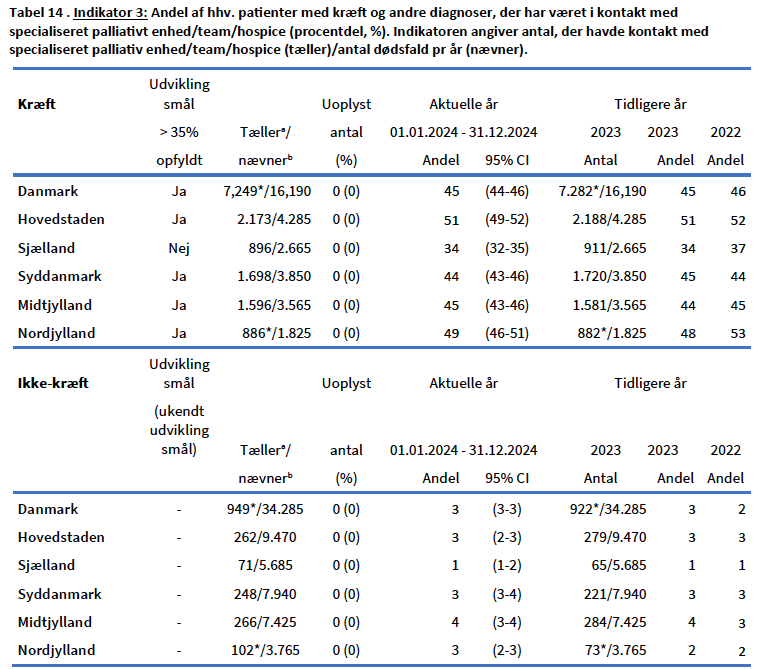 Tabel 14 . Indikator 3: Andel af hhv. patienter med kræft og andre diagnoser, der har været i kontakt med
specialiseret palliativt enhed/team/hospice (procentdel, %). Indikatoren angiver antal, der havde kontakt med
specialiseret palliativ enhed/team/hospice (tæller)/antal dødsfald pr år (nævner).
Kræft Udvikling smål Uoplyst Aktuelle år Tidligere år
> 35% Tællerᵃ/ antal 01.01.2024 - 31.12.2024 2023 2023 2022
opfyldt nævnerᵇ (%) Andel 95% CI Antal Andel Andel
Danmark Ja 7,249*/16,190 0 (0) 45 (44-46) 7.282*/16,190 45 46
Hovedstaden Ja 2.173/4.285 0 (0) 51 (49-52) 2.188/4.285 51 52
Sjælland Nej 896/2.665 0 (0) 34 (32-35) 911/2.665 34 37
Syddanmark Ja 1.698/3.850 0 (0) 44 (43-46) 1.720/3.850 45 44
Midtjylland Ja 1.596/3.565 0 (0) 45 (43-46) 1.581/3.565 44 45
Nordjylland Ja 886*/1.825 0 (0) 49 (46-51) 882*/1.825 48 53
Udvikling
Ikke-kræft smål Uoplyst Aktuelle år Tidligere år
(ukendt
udvikling
smål) Tællerᵃ/ antal 01.01.2024 - 31.12.2024 2023 2023 2022
nævnerᵇ (%) Andel 95% CI Antal Andel Andel
Danmark - 949*/34.285 0 (0) 3 (3-3) 922*/34.285 3 2
Hovedstaden - 262/9.470 0 (0) 3 (2-3) 279/9.470 3 3
Sjælland - 71/5.685 0 (0) 1 (1-2) 65/5.685 1 1
Syddanmark - 248/7.940 0 (0) 3 (3-4) 221/7.940 3 3
Midtjylland - 266/7.425 0 (0) 4 (3-4) 284/7.425 4 3
Nordjylland - 102*/3.765 0 (0) 3 (2-3) 73*/3.765 2 2